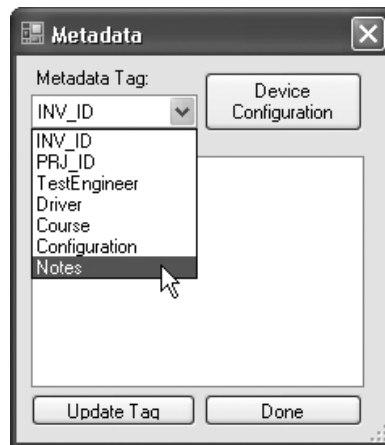 Metadata
Metadata Tag:
INV_ID
Device
Configuration
INV_ID
PRJ_ID
TestEngineer
Driver
Course
Configuration
Notes
Update Tag
Done